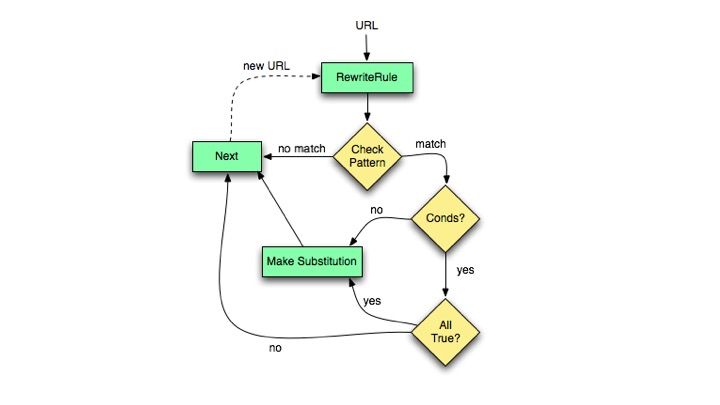 URL
new URL
RewriteRule
no match
Check
Pattern
match
Next
no
Conds?
Make Substitution
yes
yes
All
True?
no